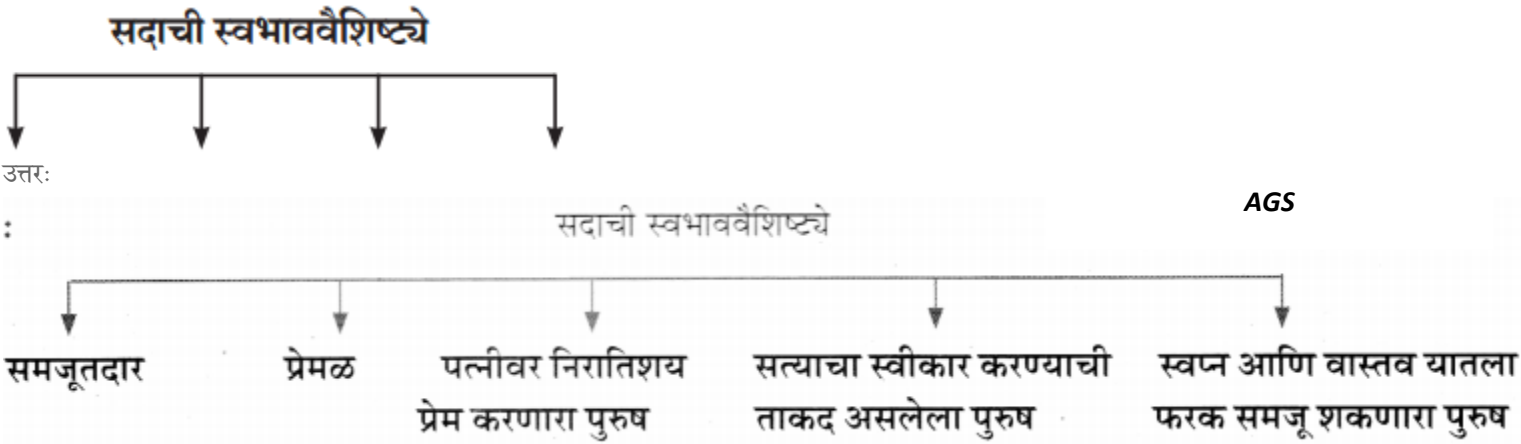 सदाची स्वभाववैशिष्ट्ये
उत्तरः
AGS
:
सदाची स्वभाववैशिष्ट्ये
समजूतदार
प्रेमळ
पत्नीवर निरातिशय
प्रेम करणारा पुरुष
सत्याचा स्वीकार करण्याची
ताकद असलेला पुरुष
स्वप्न आणि वास्तव यातला
फरक समजू शकणारा पुरुष